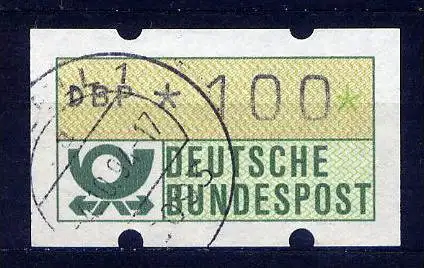 DBP * 100 *
DEUTSCHE
BUNDESPOST